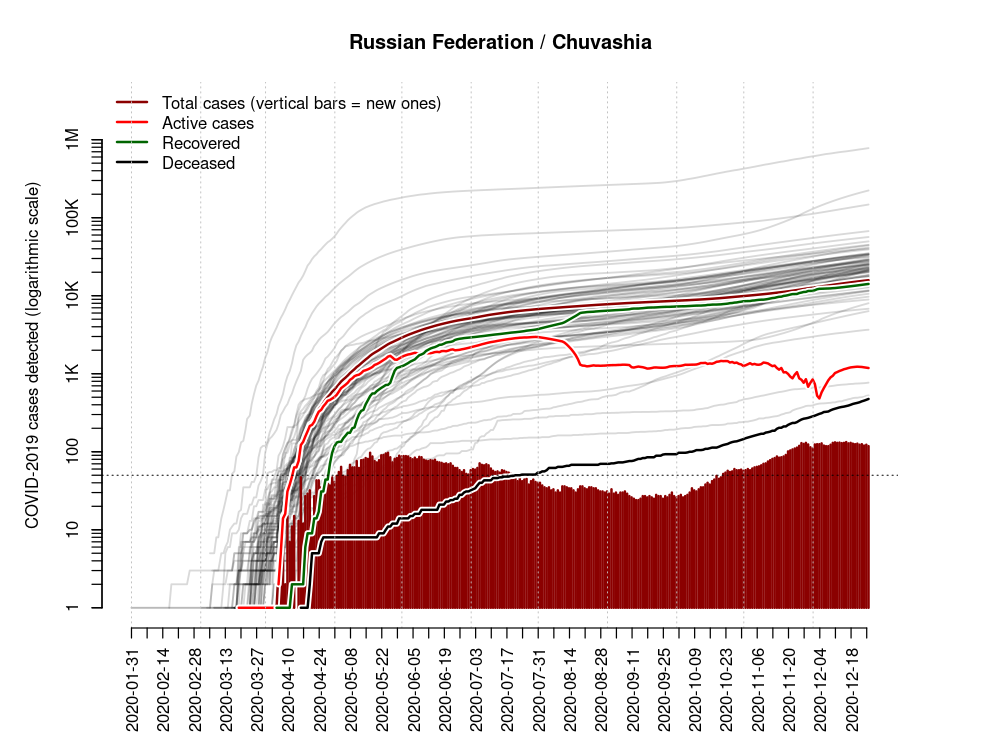 Russian Federation / Chuvashia
Total cases (vertical bars = new ones)
Active cases
Recovered
Deceased
COVID-2019 cases detected (logarithmic scale)
1M
100K
10K
1K
100
10
1
2020-01-31
2020-02-14
2020-02-28
2020-03-13
2020-03-27
2020-04-10
2020-04-24
2020-05-08
2020-05-22
2020-06-05
2020-06-19
2020-07-03
2020-07-17
2020-07-31
2020-08-14
2020-08-28
2020-09-11
2020-09-25
2020-10-09
2020-10-23
2020-11-06
2020-11-20
2020-12-04
2020-12-18